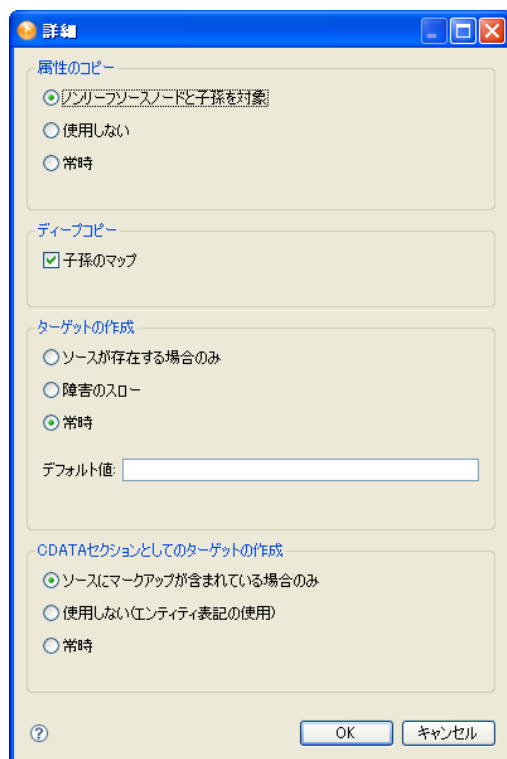 詳細
属性のコピー
ノンリーフソースノードと子孫を対象
使用しない
常時
ディープコピー
子孫のマップ
ターゲットの作成
ソースが存在する場合のみ
障害のスロー
常時
デフォルト値:
CDATAセクションとしてのターゲットの作成
ソースにマークアップが含まれている場合のみ
使用しない(エンティティ表記の使用)
常時
? OK キャンセル